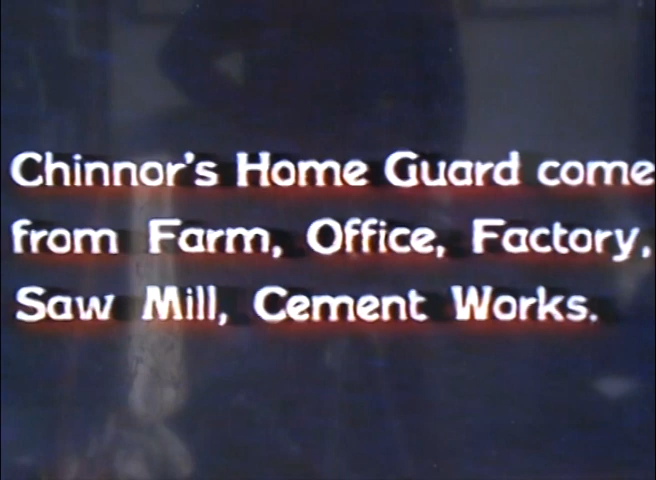 Chinnor's Home Guard come
from Farm, Office, Factory,
Saw Mill, Cement Works.